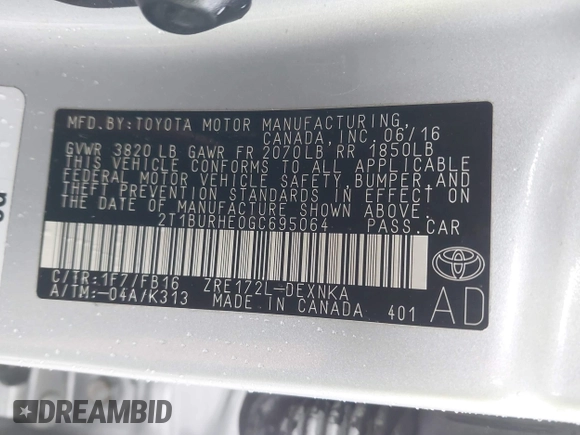 MFD.BY:TOYOTA MOTOR MANUFACTURING,
CANADA,INC.06/16
GVWR 3820LB GAWR FR 2070LB RR 1850LB
THIS VEHICLE CONFORMS TO ALL APPLICABLE
FEDERAL MOTOR VEHICLE SAFETY,BUMPER,AND
THEFT PREVENTION STANDARDS IN EFFECT ON
THE DATE OF MANUFACTURE SHOWN ABOVE.
2T1BURHE0GC695064 PASS.CAR
C/TR:1F7/FB16 ZRE172L-DEXNKA
A/TM:-04A/K313 MADE IN CANADA 401
TOYOTA
AD
DREAMBID